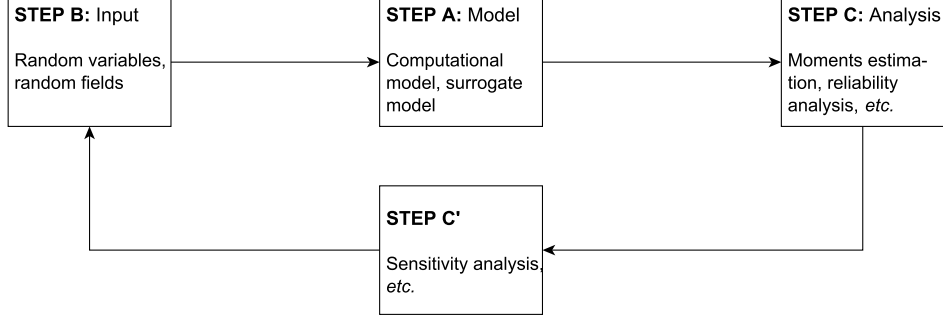 STEP B: Input
Random variables,
random fields
STEP A: Model
Computational
model, surrogate
model
STEP C: Analysis
Moments estima-
tion, reliability
analysis, etc.
STEP C'
Sensitivity analysis,
etc.